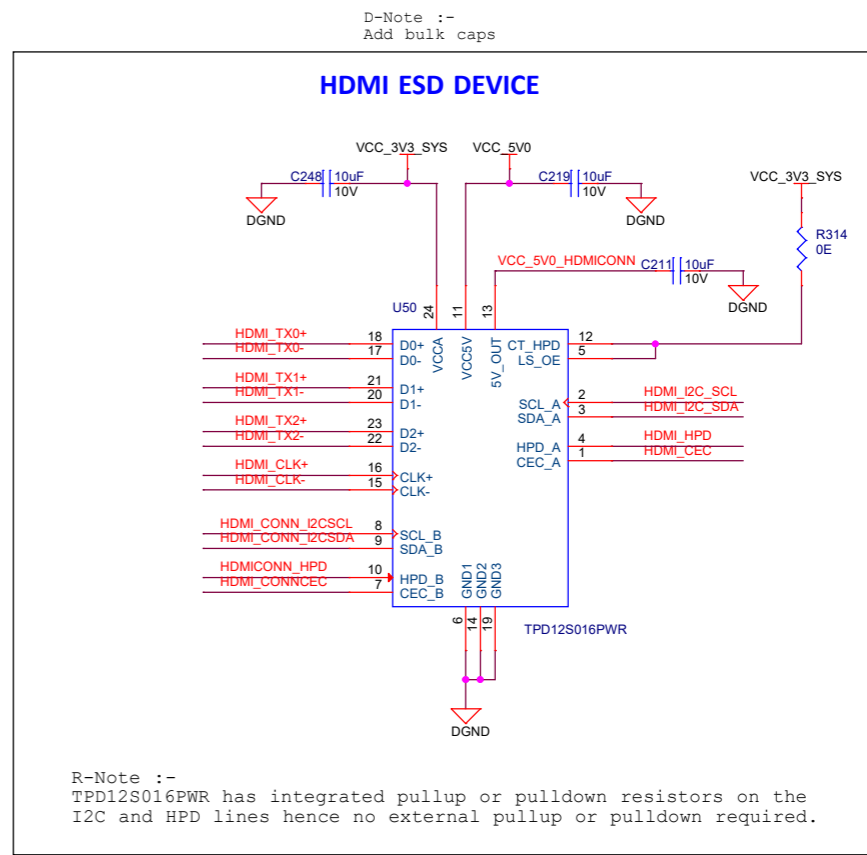 D-Note :-
Add bulk caps
HDMI ESD DEVICE
VCC_3V3_SYS
VCC_5V0
C248
10uF
10V
DGND
C219
10uF
10V
DGND
VCC_3V3_SYS
R314
0E
VCC_5V0_HDMICONN
C211
10uF
10V
DGND
U50
24
11
13
VCCA
VCC5V
5V_OUT
HDMI_TX0+ 18 D0+
HDMI_TX0- 17 D0-
HDMI_TX1+ 21 D1+
HDMI_TX1- 20 D1-
HDMI_TX2+ 23 D2+
HDMI_TX2- 22 D2-
HDMI_CLK+ 16 CLK+
HDMI_CLK- 15 CLK-
HDMI_CONN_I2CSCL 8 SCL_B
HDMI_CONN_I2CSDA 9 SDA_B
HDMICONN_HPD 10 HPD_B
HDMI_CONNCEC 7 CEC_B
CT_HPD 12
LS_OE 5
SCL_A 2 HDMI_I2C_SCL
SDA_A 3 HDMI_I2C_SDA
HPD_A 4 HDMI_HPD
CEC_A 1 HDMI_CEC
GND1
GND2
GND3
6
14
19
TPD12S016PWR
DGND
R-Note :-
TPD12S016PWR has integrated pullup or pulldown resistors on the
I2C and HPD lines hence no external pullup or pulldown required.